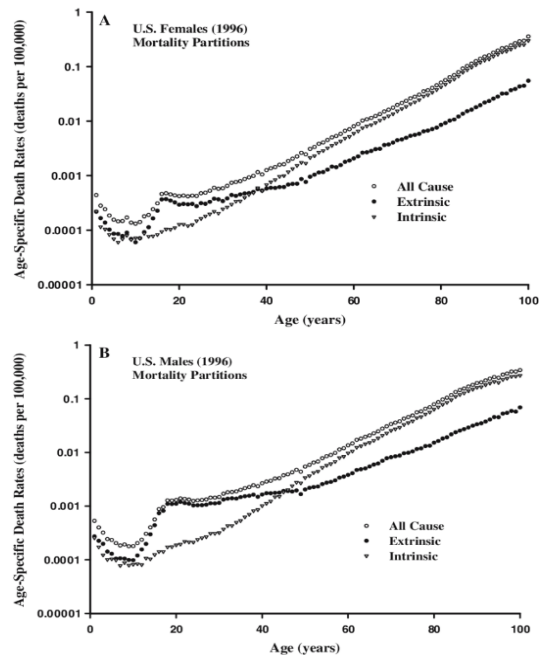 A
U.S. Females (1996)
Mortality Partitions
Age-Specific Death Rates (deaths per 100,000)
1
0.1
0.01
0.001
0.0001
0.00001
All Cause
Extrinsic
Intrinsic
0 20 40 60 80 100
Age (years)
B
U.S. Males (1996)
Mortality Partitions
Age-Specific Death Rates (deaths per 100,000)
1
0.1
0.01
0.001
0.0001
0.00001
All Cause
Extrinsic
Intrinsic
0 20 40 60 80 100
Age (years)